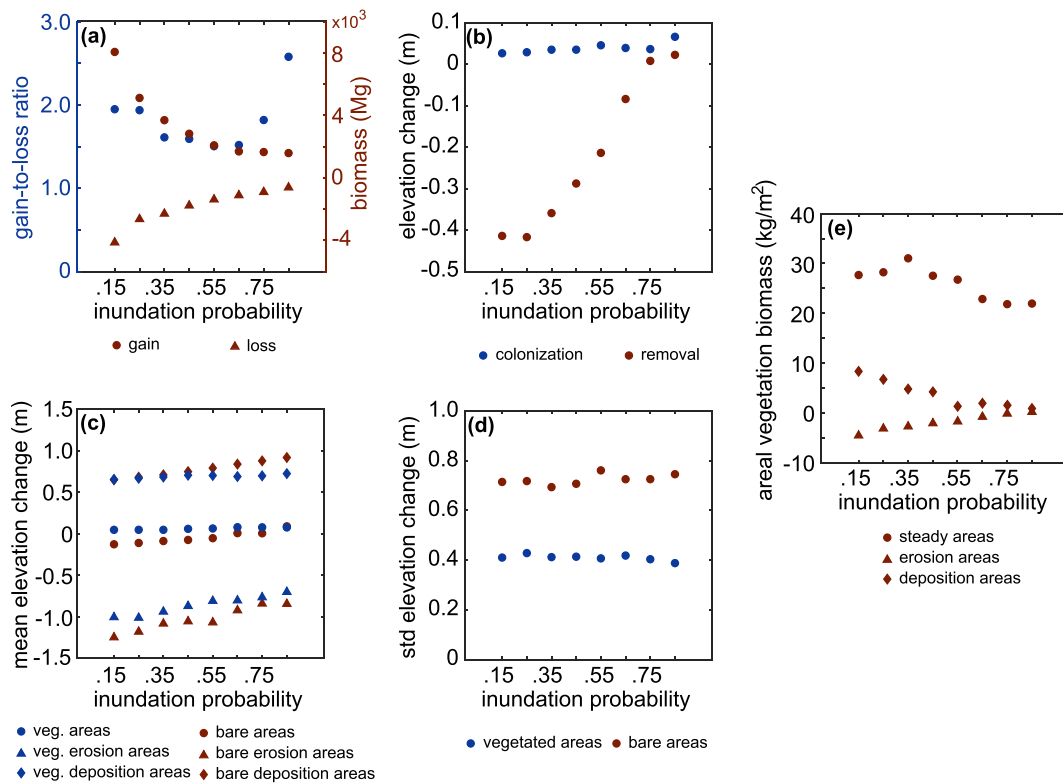 (a)
3.0
2.0
1.0
0
gain-to-loss ratio
x10³
8
4
0
-4
biomass (Mg)
.15 .35 .55 .75
inundation probability
gain loss
(b)
0.1
0
-0.1
-0.2
-0.3
-0.4
-0.5
elevation change (m)
.15 .35 .55 .75
inundation probability
colonization removal
(c)
1.5
1.0
0.5
0
-0.5
-1.0
-1.5
mean elevation change (m)
.15 .35 .55 .75
inundation probability
veg. areas bare areas
veg. erosion areas bare erosion areas
veg. deposition areas bare deposition areas
(d)
1.0
0.8
0.6
0.4
0.2
0
std elevation change (m)
.15 .35 .55 .75
inundation probability
vegetated areas bare areas
(e)
40
30
20
10
0
-10
areal vegetation biomass (kg/m²)
.15 .35 .55 .75
inundation probability
steady areas
erosion areas
deposition areas